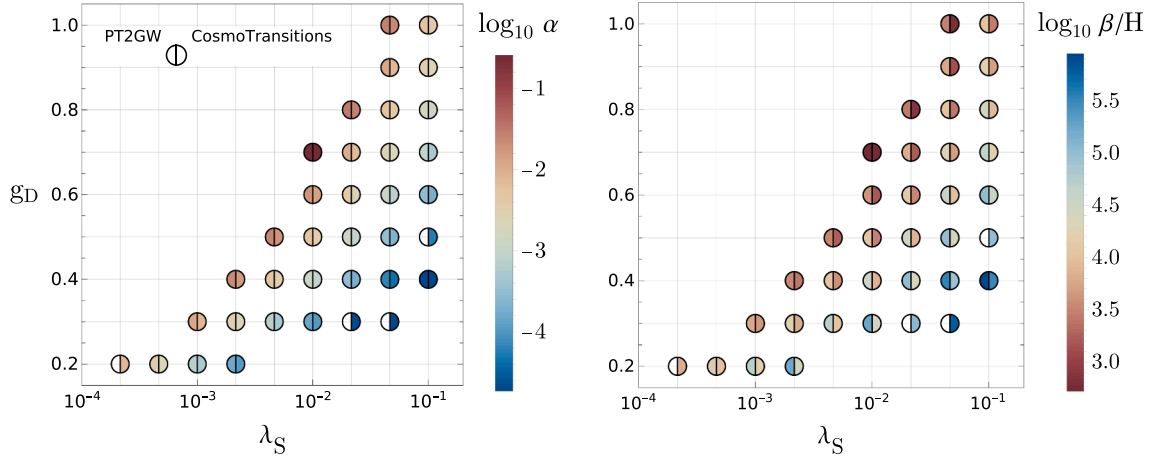 log₁₀ α
PT2GW CosmoTransitions
g_D
1.0
0.8
0.6
0.4
0.2
10⁻⁴ 10⁻³ 10⁻² 10⁻¹
λ_S
−1
−2
−3
−4
log₁₀ β/H
1.0
0.8
0.6
0.4
0.2
10⁻⁴ 10⁻³ 10⁻² 10⁻¹
λ_S
5.5
5.0
4.5
4.0
3.5
3.0